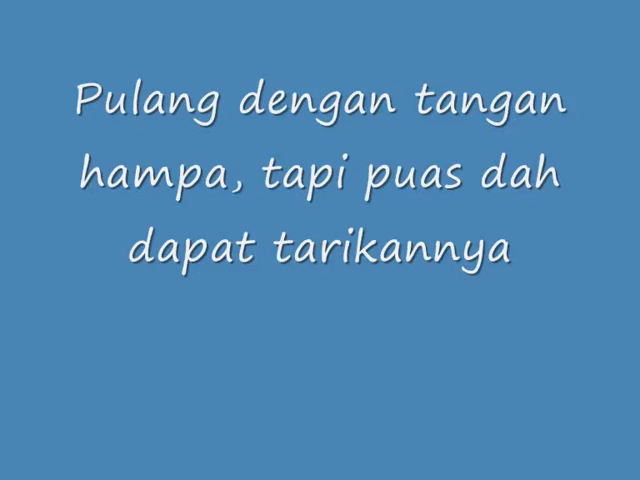 Pulang dengan tangan
hampa, tapi puas dah
dapat tarikannya